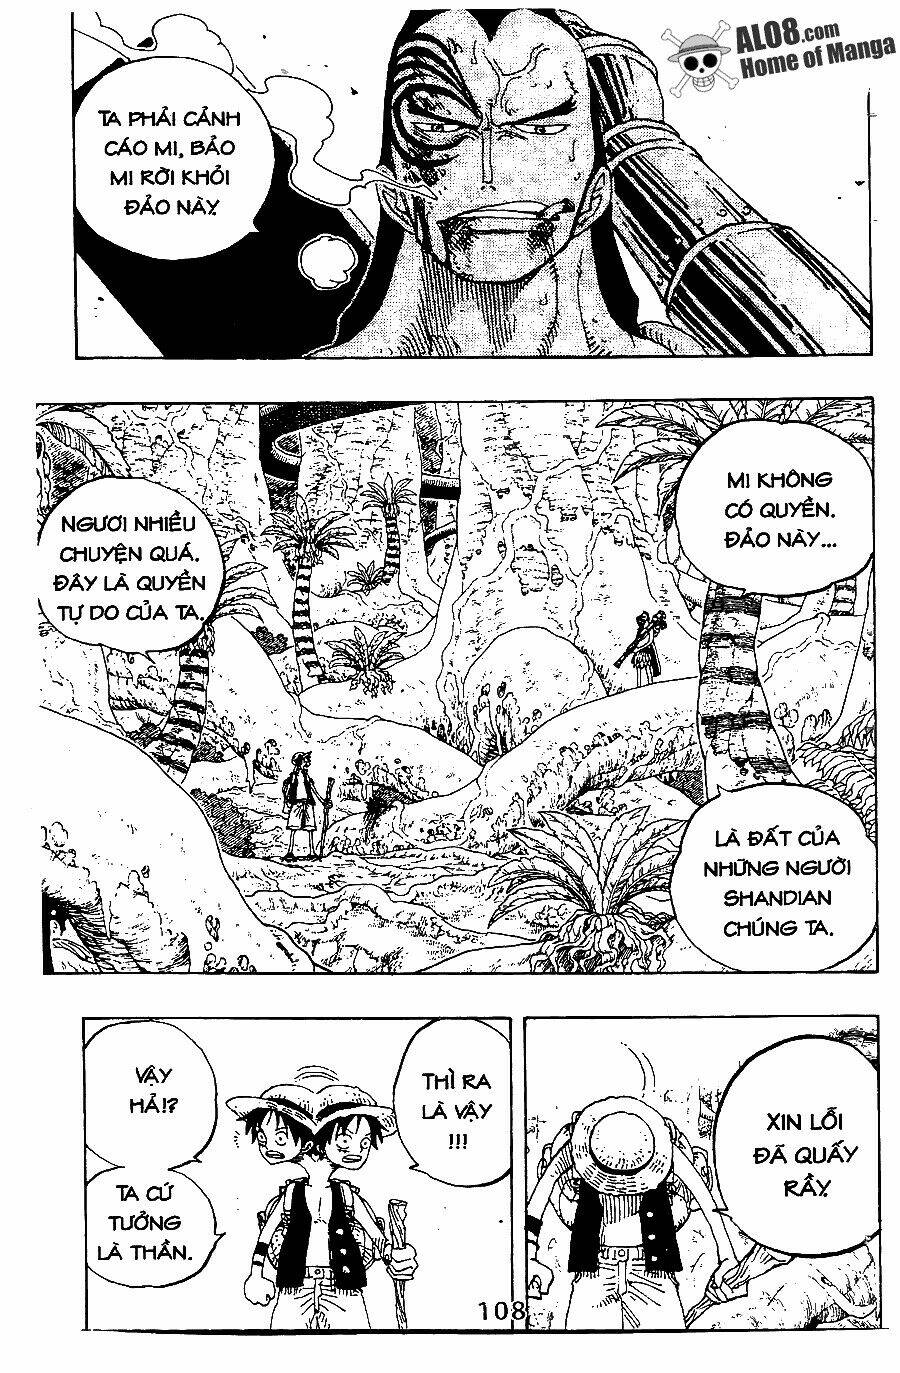 AL08.com
Home of Manga
TA PHẢI CẢNH
CÁO MI, BẢO
MI RỜI KHỎI
ĐẢO NÀY.
MI KHÔNG
CÓ QUYỀN.
ĐẢO NÀY...
NGƯƠI NHIỀU
CHUYỆN QUÁ.
ĐÂY LÀ QUYỀN
TỰ DO CỦA TA.
LÀ ĐẤT CỦA
NHỮNG NGƯỜI
SHANDIAN
CHÚNG TA.
VẬY
HẢ!?
THÌ RA
LÀ VẬY
!!!
TA CỨ
TƯỞNG
LÀ THẦN.
XIN LỖI
ĐÃ QUẤY
RẦY.
108